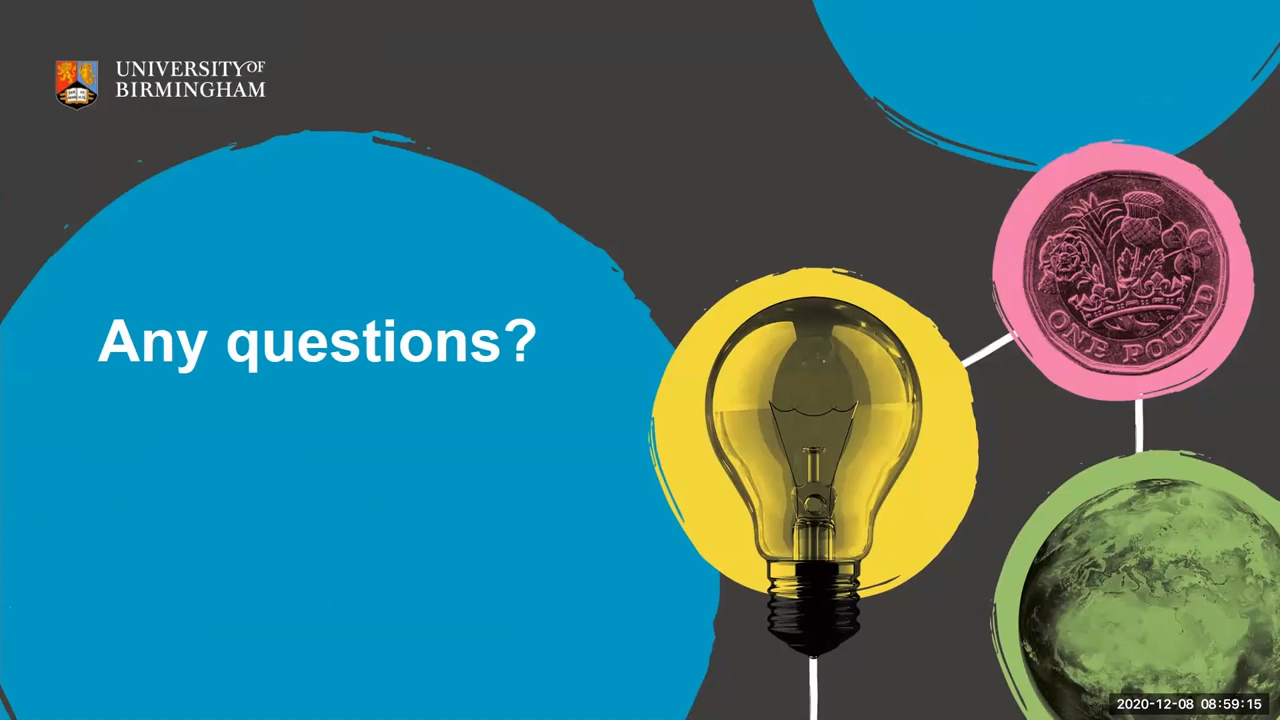 UNIVERSITY OF
BIRMINGHAM
Any questions?
ONE POUND
2020-12-08 08:59:15